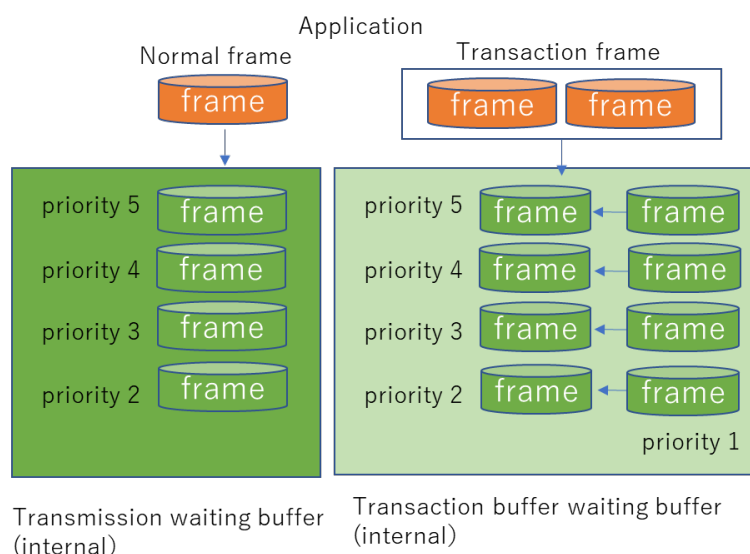 Application
Normal frame
Transaction frame
frame
frame
frame
priority 5
frame
priority 4
frame
priority 3
frame
priority 2
frame
priority 5
frame
frame
priority 4
frame
frame
priority 3
frame
frame
priority 2
frame
frame
priority 1
Transmission waiting buffer
(internal)
Transaction buffer waiting buffer
(internal)